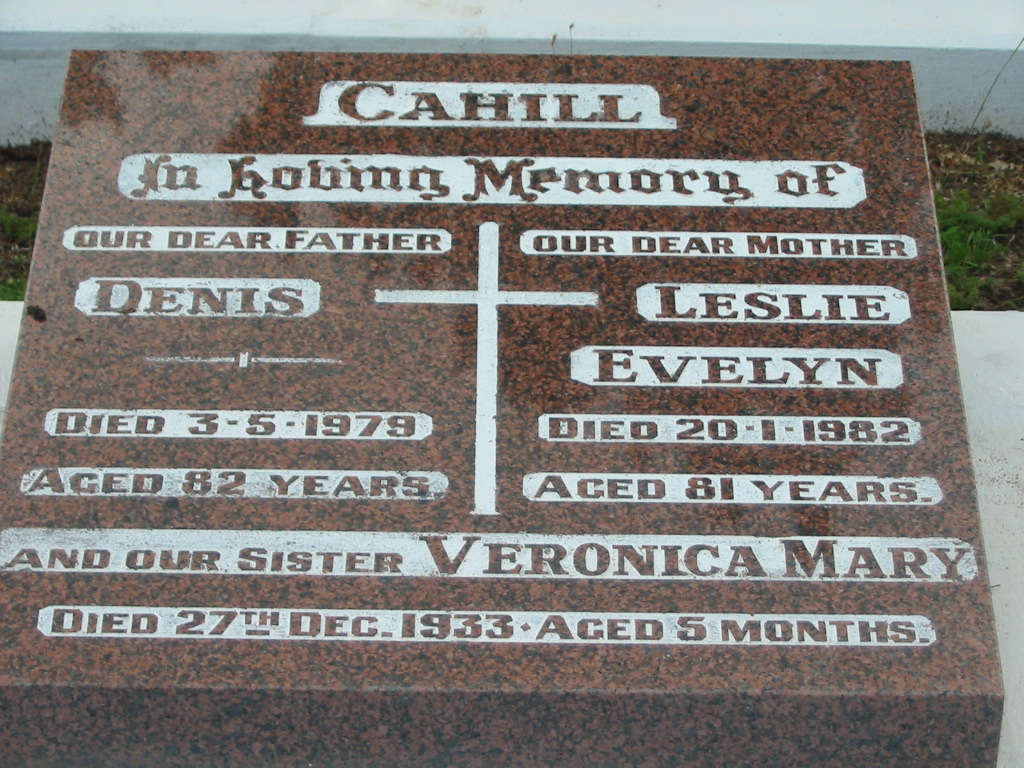 CAHILL
In Loving Memory of
OUR DEAR FATHER
DENIS
DIED 3-5-1979
AGED 82 YEARS
OUR DEAR MOTHER
LESLIE
EVELYN
DIED 20-1-1982
AGED 81 YEARS.
AND OUR SISTER VERONICA MARY
DIED 27TH DEC. 1933 · AGED 5 MONTHS.